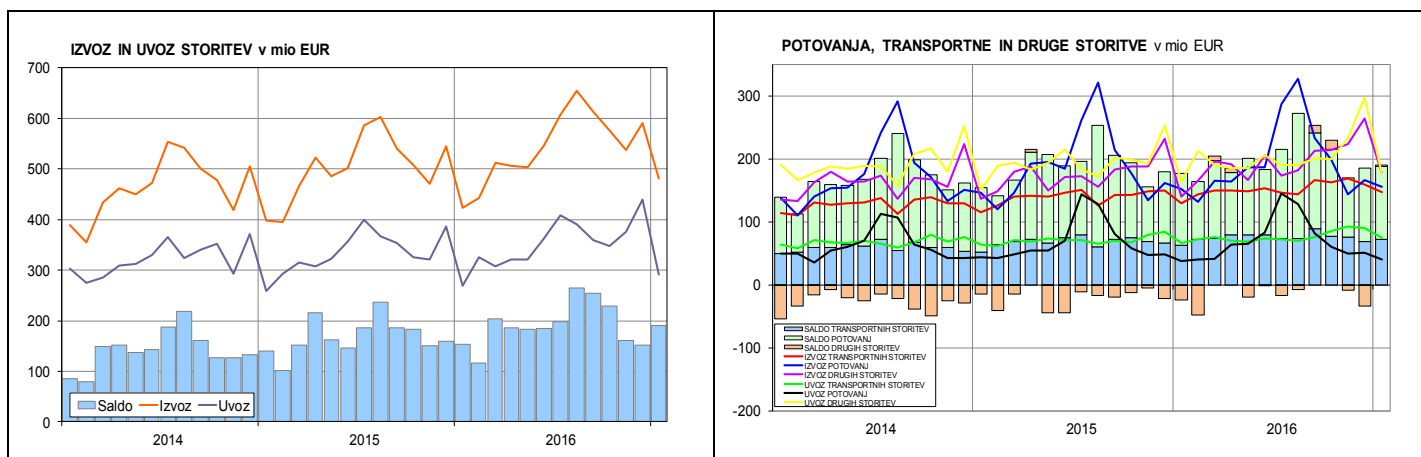 IZVOZ IN UVOZ STORITEV v mio EUR
700
600
500
400
300
200
100
0
Saldo
Izvoz
Uvoz
2014
2015
2016
POTOVANJA, TRANSPORTNE IN DRUGE STORITVE v mio EUR
300
200
100
0
-100
-200
SALDO TRANSPORTNIH STORITEV
SALDO POTOVANJ
SALDO DRUGIH STORITEV
IZVOZ TRANSPORTNIH STORITEV
IZVOZ POTOVANJ
IZVOZ DRUGIH STORITEV
UVOZ TRANSPORTNIH STORITEV
UVOZ POTOVANJ
UVOZ DRUGIH STORITEV
2014
2015
2016